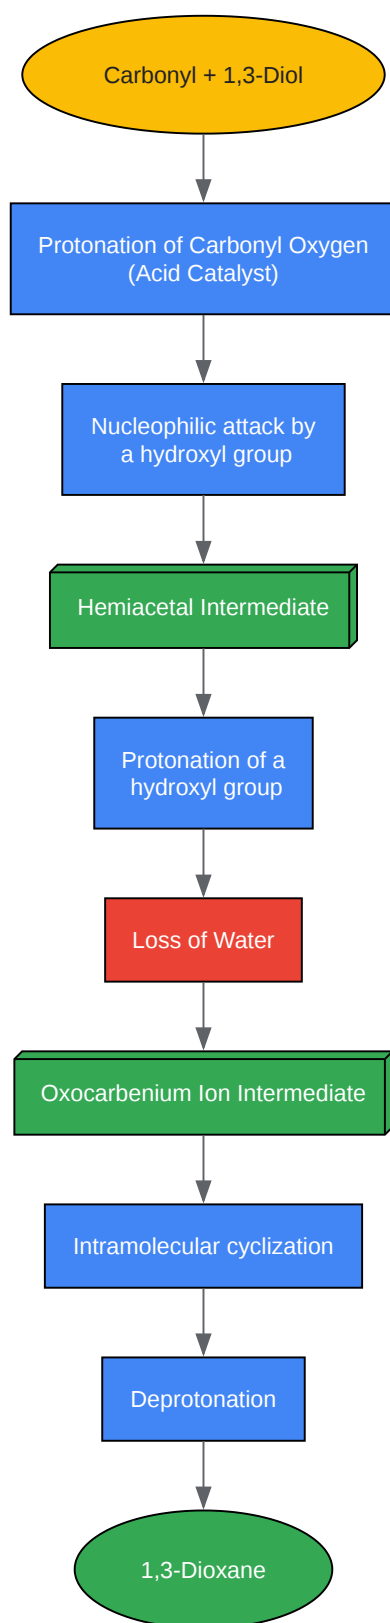 Carbonyl + 1,3-Diol
Protonation of Carbonyl Oxygen
(Acid Catalyst)
Nucleophilic attack by
a hydroxyl group
Hemiacetal Intermediate
Protonation of a
hydroxyl group
Loss of Water
Oxocarbenium Ion Intermediate
Intramolecular cyclization
Deprotonation
1,3-Dioxane